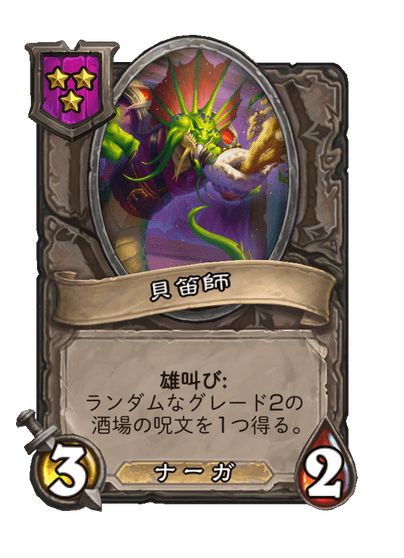 貝笛師
雄叫び:
ランダムなグレード2の
酒場の呪文を1つ得る。
3
ナーガ
2